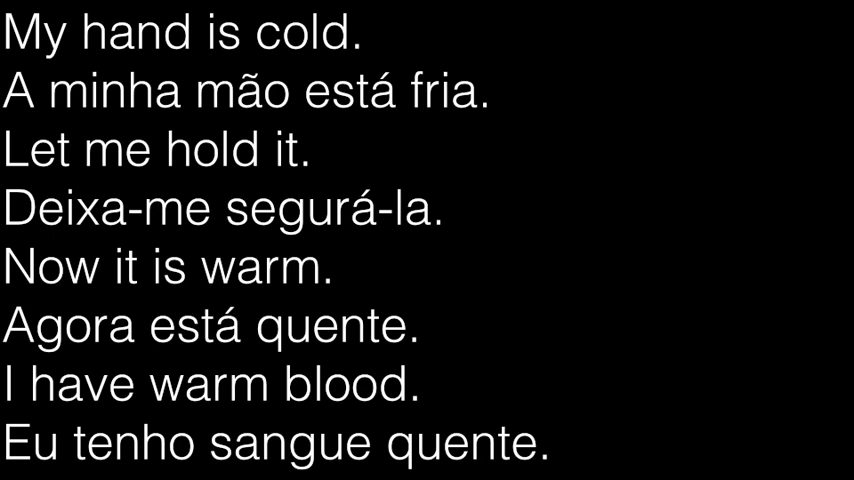 My hand is cold.
A minha mão está fria.
Let me hold it.
Deixa-me segurá-la.
Now it is warm.
Agora está quente.
I have warm blood.
Eu tenho sangue quente.